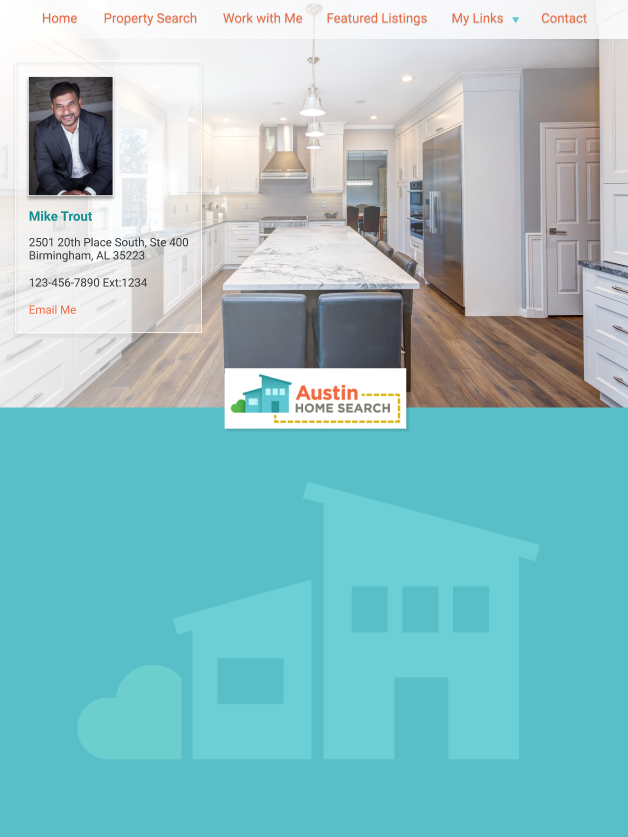 Home Property Search Work with Me Featured Listings My Links Contact
Mike Trout
2501 20th Place South, Ste 400
Birmingham, AL 35223
123-456-7890 Ext:1234
Email Me
Austin
HOME SEARCH